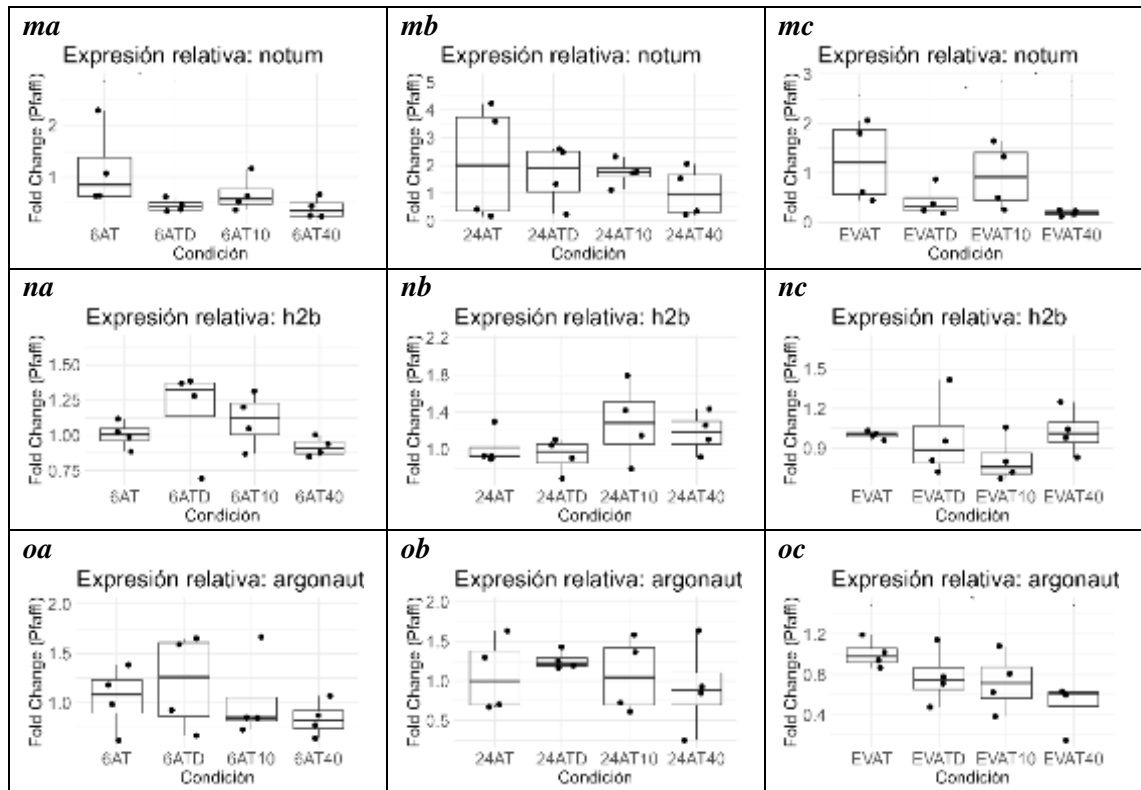 ma
Expresión relativa: notum
Fold Change (Pfaffl)
2
1
6AT 6ATD 6AT10 6AT40
Condición
mb
Expresión relativa: notum
Fold Change (Pfaffl)
5
4
3
2
1
0
24AT 24ATD 24AT10 24AT40
Condición
mc
Expresión relativa: notum
Fold Change (Pfaffl)
3
2
1
0
EVAT EVATD EVAT10 EVAT40
Condición
na
Expresión relativa: h2b
Fold Change (Pfaffl)
1.50
1.25
1.00
0.75
6AT 6ATD 6AT10 6AT40
Condición
nb
Expresión relativa: h2b
Fold Change (Pfaffl)
2.2
1.8
1.4
1.0
24AT 24ATD 24AT10 24AT40
Condición
nc
Expresión relativa: h2b
Fold Change (Pfaffl)
1.5
1.2
0.9
EVAT EVATD EVAT10 EVAT40
Condición
oa
Expresión relativa: argonaut
Fold Change (Pfaffl)
2.0
1.5
1.0
6AT 6ATD 6AT10 6AT40
Condición
ob
Expresión relativa: argonaut
Fold Change (Pfaffl)
2.0
1.5
1.0
0.5
24AT 24ATD 24AT10 24AT40
Condición
oc
Expresión relativa: argonaut
Fold Change (Pfaffl)
1.2
0.8
0.4
EVAT EVATD EVAT10 EVAT40
Condición